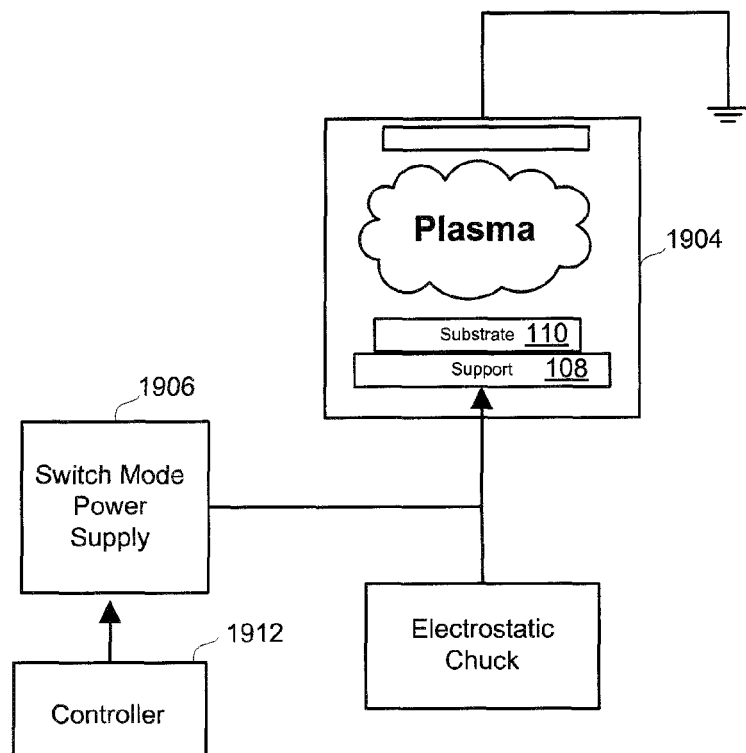 Plasma
1904
Substrate 110
Support 108
1906
Switch Mode
Power
Supply
Electrostatic
Chuck
1912
Controller